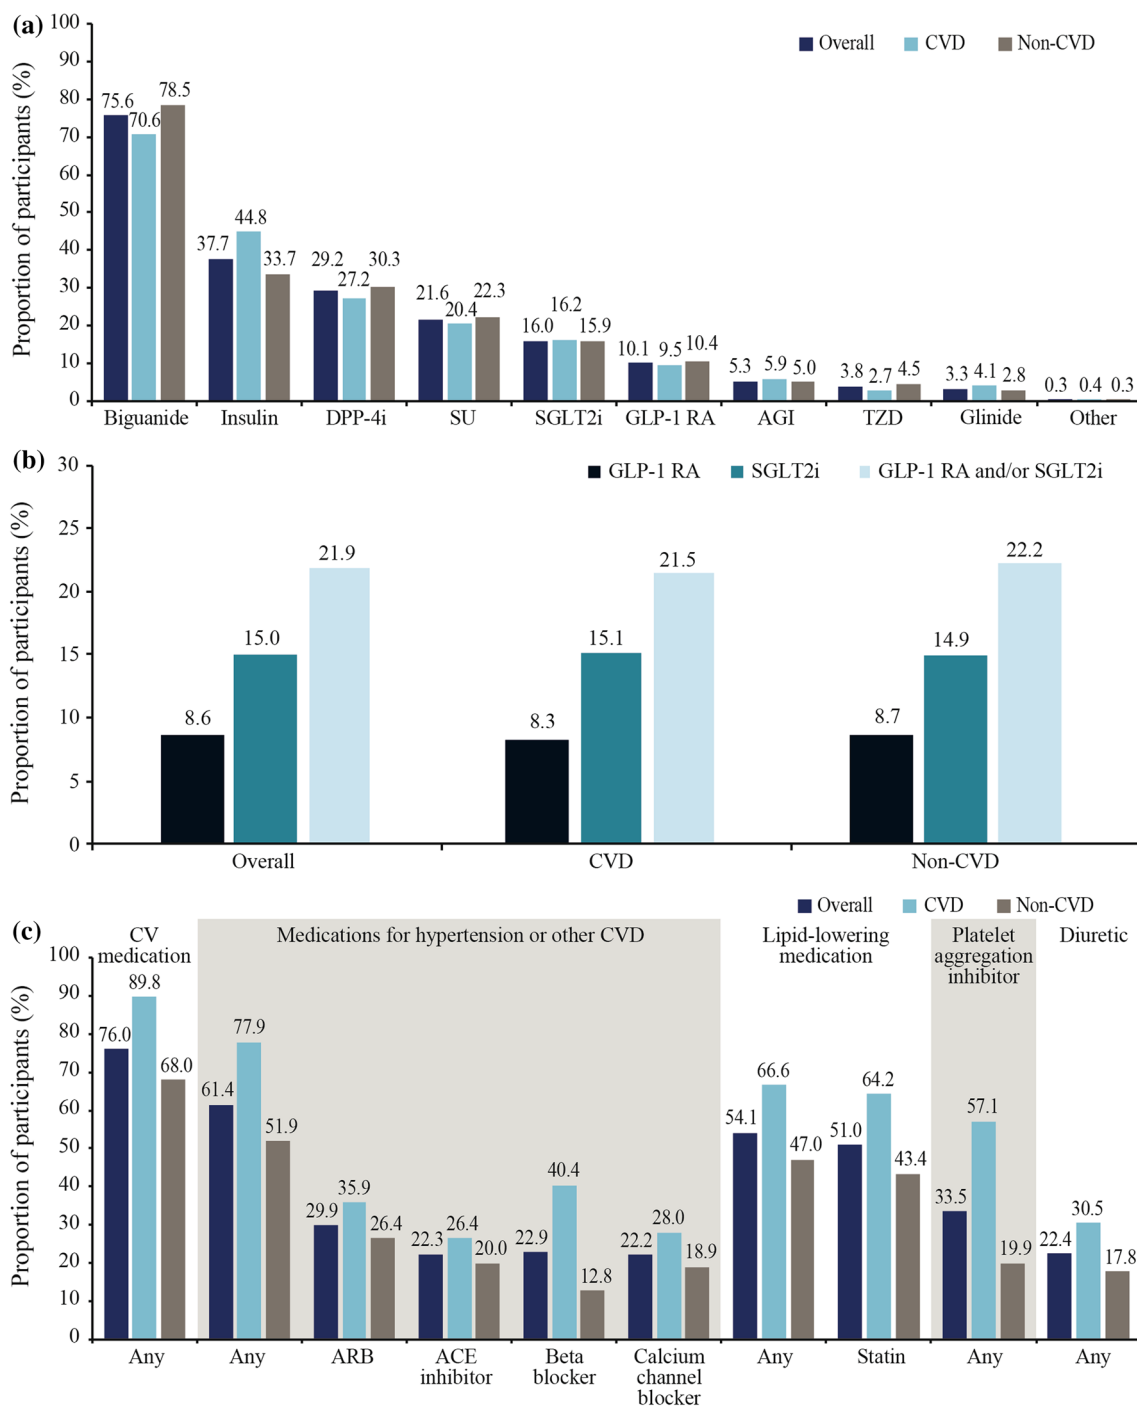 (a)
Proportion of participants (%)
100
90
80
70
60
50
40
30
20
10
0
Overall CVD Non-CVD
75.6 70.6 78.5
37.7 44.8 33.7
29.2 27.2 30.3
21.6 20.4 22.3
16.0 16.2 15.9
10.1 9.5 10.4
5.3 5.9 5.0
3.8 2.7 4.5
3.3 4.1 2.8
0.3 0.4 0.3
Biguanide Insulin DPP-4i SU SGLT2i GLP-1 RA AGI TZD Glinide Other
(b)
Proportion of participants (%)
30
25
20
15
10
5
0
GLP-1 RA SGLT2i GLP-1 RA and/or SGLT2i
8.6 15.0 21.9
8.3 15.1 21.5
8.7 14.9 22.2
Overall CVD Non-CVD
(c)
Overall CVD Non-CVD
CV
medication
Medications for hypertension or other CVD
Lipid-lowering
medication
Platelet
aggregation
inhibitor
Diuretic
Proportion of participants (%)
100
90
80
70
60
50
40
30
20
10
0
76.0 89.8 68.0
61.4 77.9 51.9
29.9 35.9 26.4
22.3 26.4 20.0
22.9 40.4 12.8
22.2 28.0 18.9
54.1 66.6 47.0
51.0 64.2 43.4
33.5 57.1 19.9
22.4 30.5 17.8
Any
Any
ARB
ACE
inhibitor
Beta
blocker
Calcium
channel
blocker
Any
Statin
Any
Any